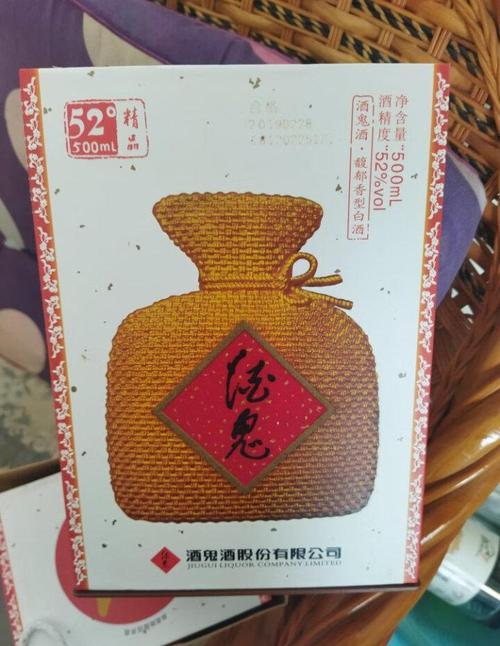 52° 精品
500mL
合格
20190228
净含量:500mL
酒精度:52%vol
酒鬼酒·馥郁香型白酒
酒鬼
酒鬼
酒鬼酒股份有限公司
JIUGUI LIQUOR COMPANY LIMITED